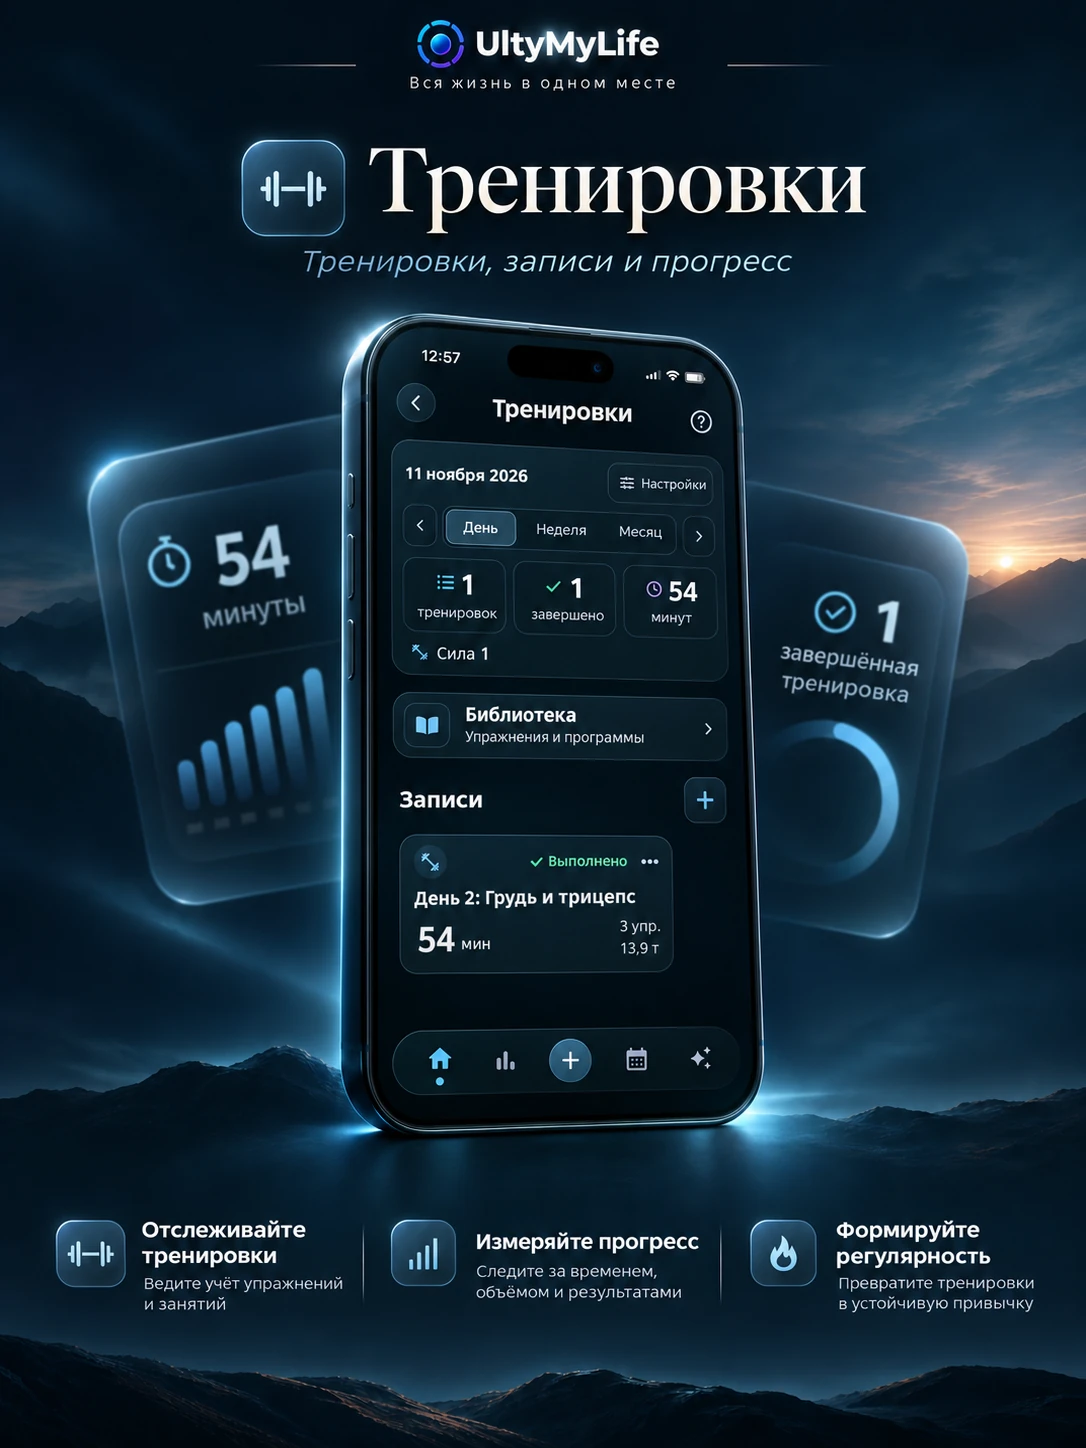 UltyMyLife
Вся жизнь в одном месте
Тренировки
Тренировки, записи и прогресс
12:57
Тренировки
11 ноября 2026
Настройки
День
Неделя
Месяц
1
тренировок
1
завершено
54
минут
Сила 1
Библиотека
Упражнения и программы
Записи
Выполнено
День 2: Грудь и трицепс
54 мин
3 упр.
13,9 т
54
минуты
1
завершённая
тренировка
Отслеживайте
тренировки
Ведите учёт упражнений
и занятий
Измеряйте прогресс
Следите за временем,
объёмом и результатами
Формируйте
регулярность
Превратите тренировки
в устойчивую привычку